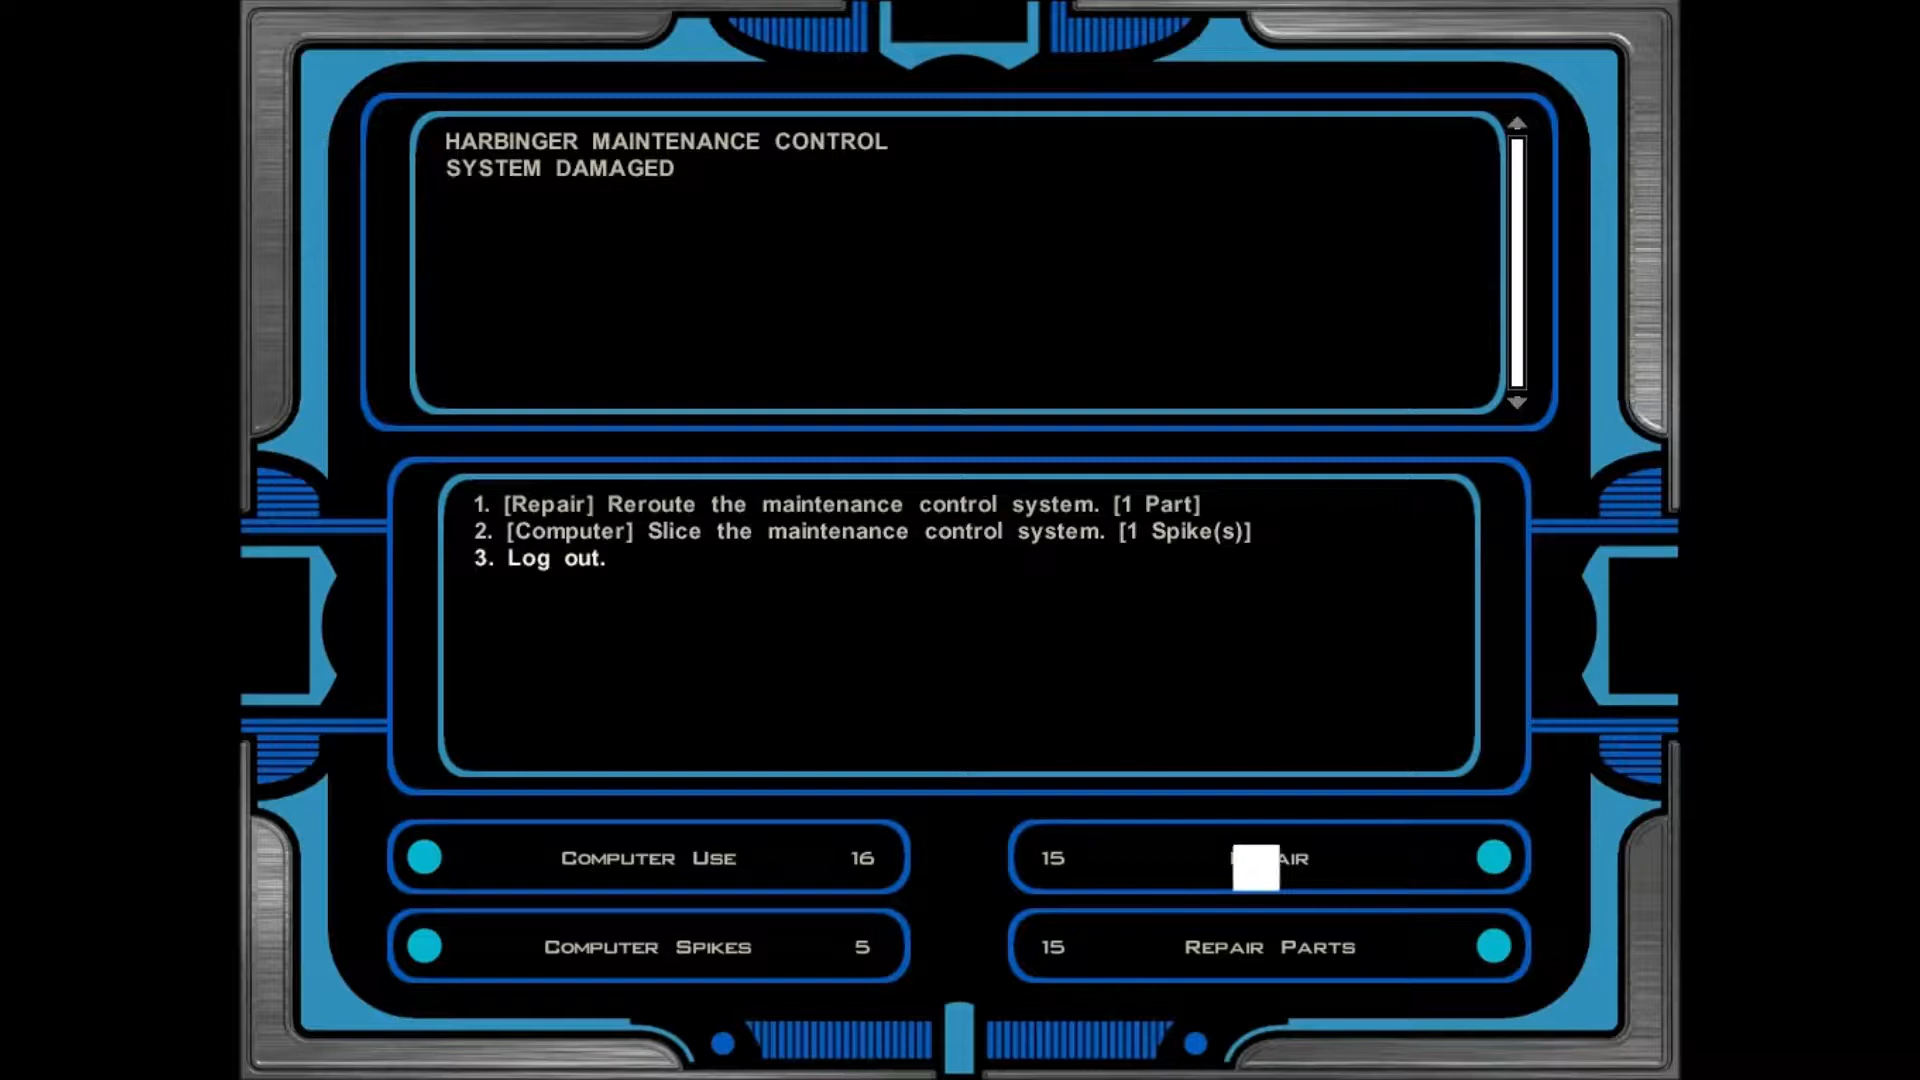 HARBINGER MAINTENANCE CONTROL
SYSTEM DAMAGED
1. [Repair] Reroute the maintenance control system. [1 Part]
2. [Computer] Slice the maintenance control system. [1 Spike(s)]
3. Log out.
COMPUTER USE 16
15
COMPUTER SPIKES 5
15 REPAIR PARTS